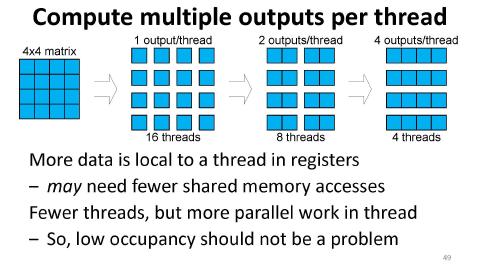 Compute multiple outputs per thread
4x4 matrix
1 output/thread
2 outputs/thread
4 outputs/thread
16 threads
8 threads
4 threads
More data is local to a thread in registers
– may need fewer shared memory accesses
Fewer threads, but more parallel work in thread
– So, low occupancy should not be a problem
49